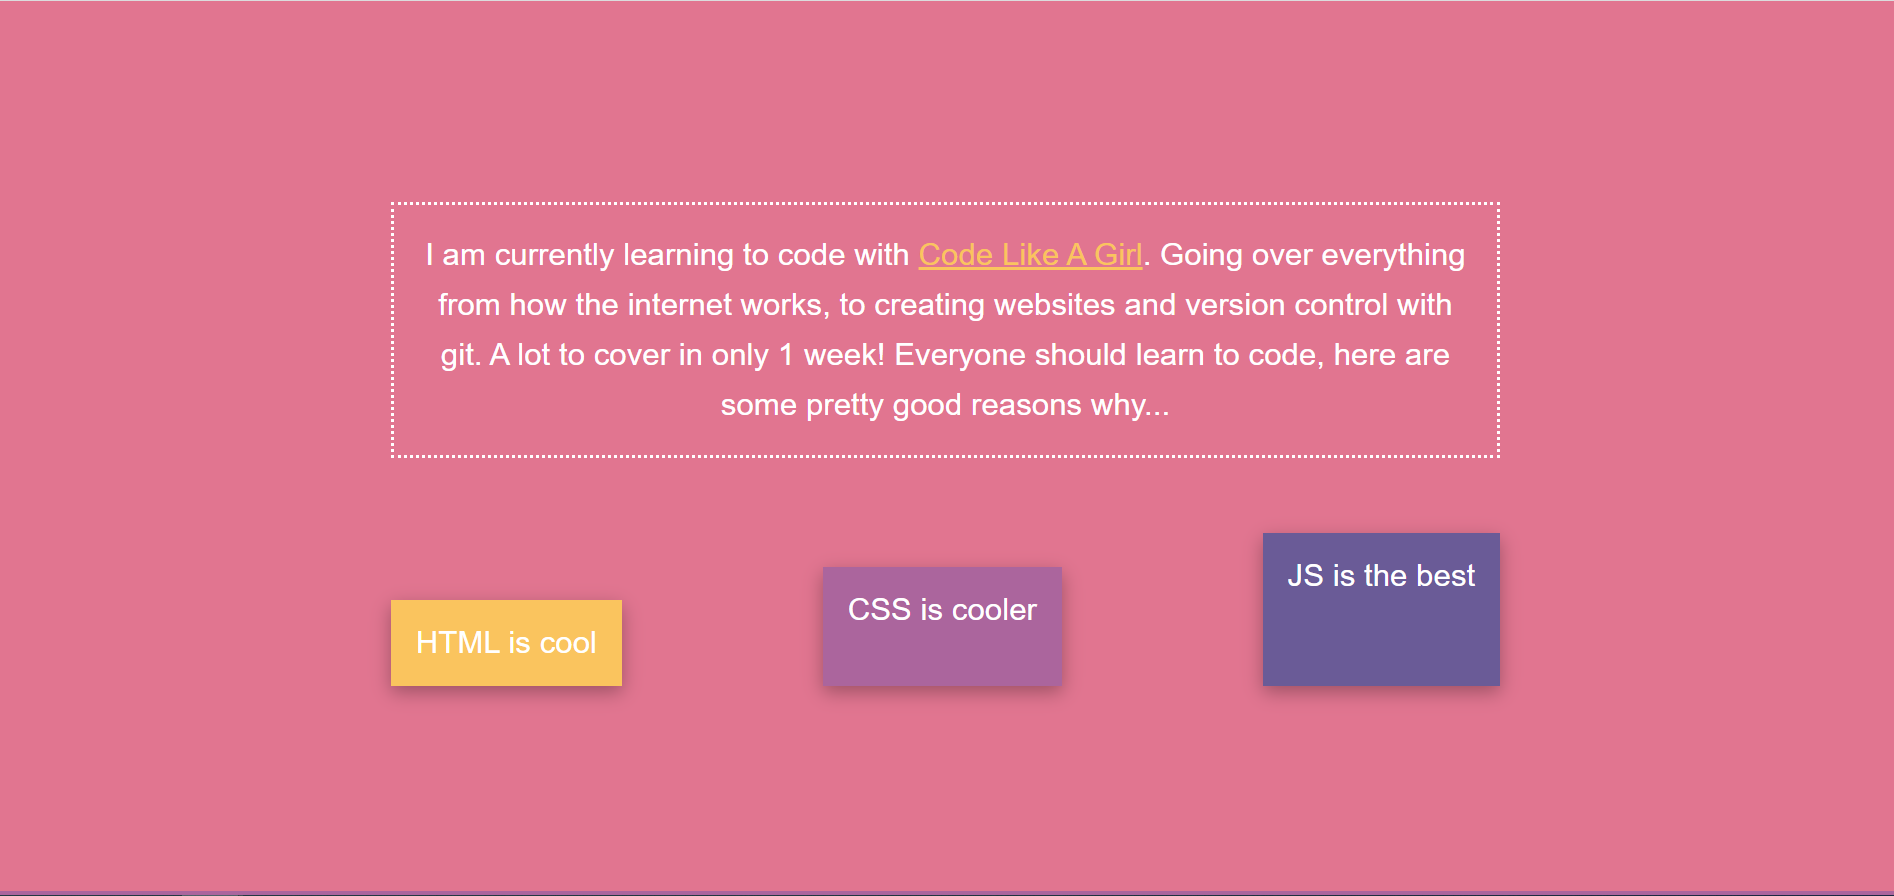 I am currently learning to code with Code Like A Girl. Going over everything
from how the internet works, to creating websites and version control with
git. A lot to cover in only 1 week! Everyone should learn to code, here are
some pretty good reasons why...
HTML is cool
CSS is cooler
JS is the best